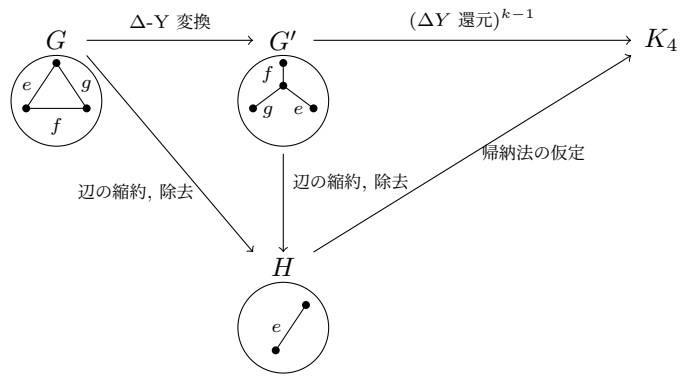 Δ-Y 変換
(ΔY 還元)^{k−1}
G
G′
K_4
e
g
f
f
g
e
帰納法の仮定
辺の縮約, 除去
辺の縮約, 除去
H
e